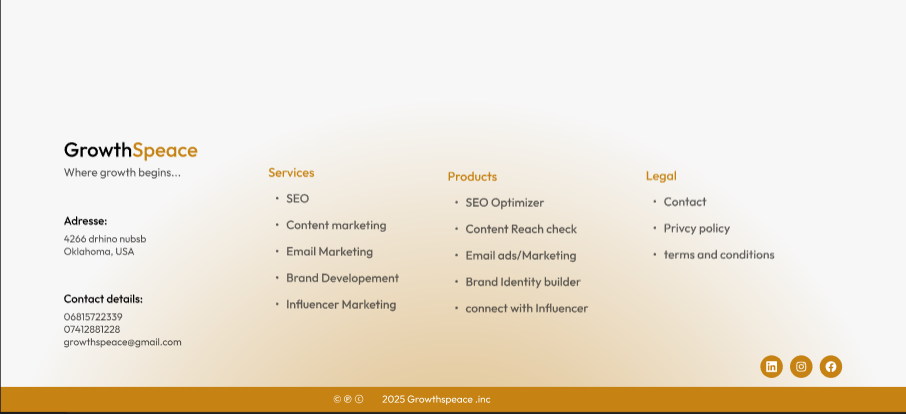 GrowthSpeace
Where growth begins...
Adresse:
4266 drhino nubsb
Oklahoma, USA
Contact details:
06815722339
07412881228
growthspeace@gmail.com
Services
• SEO
• Content marketing
• Email Marketing
• Brand Developement
• Influencer Marketing
Products
• SEO Optimizer
• Content Reach check
• Email ads/Marketing
• Brand Identity builder
• connect with Influencer
Legal
• Contact
• Privcy policy
• terms and conditions
© ℗ 🄯 2025 Growthspeace .inc